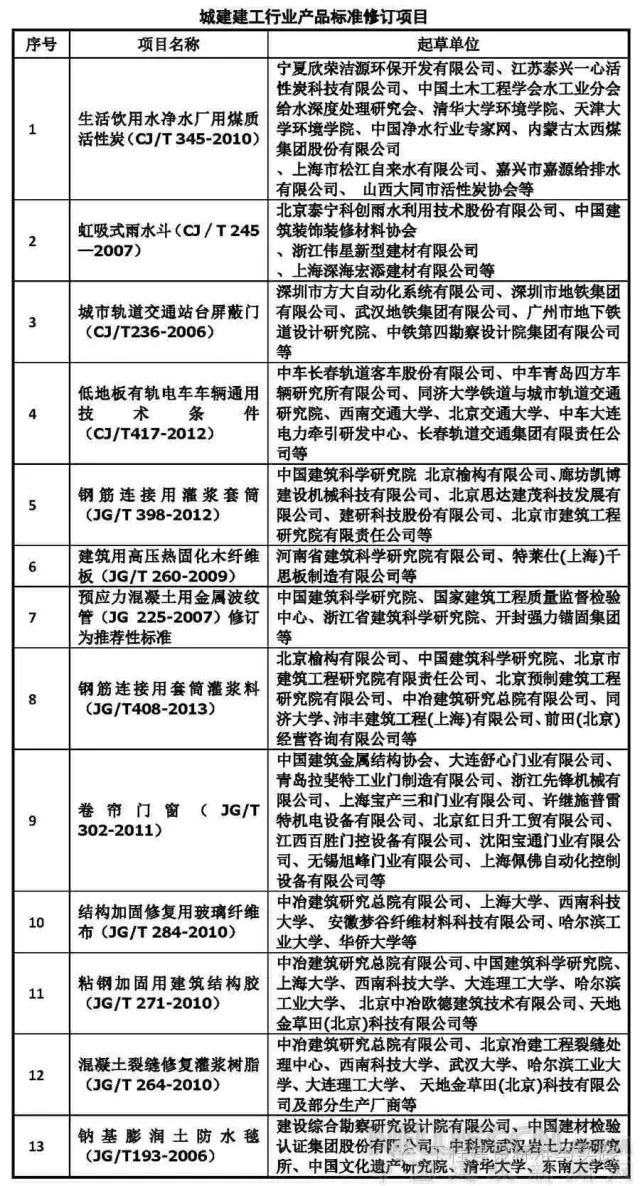 城建建工行业产品标准修订项目
序号 项目名称 起草单位
1
生活饮用水净水厂用煤质
活性炭(CJ/T 345-2010)
宁夏欣荣洁源环保开发有限公司、江苏泰兴一心活
性炭科技有限公司、中国土木工程学会水工业分会
给水深度处理研究会、清华大学环境学院、天津大
学环境学院、中国净水行业专家网、内蒙古太西煤
集团股份有限公司
、上海市松江自来水有限公司、嘉兴市嘉源给排水
有限公司、 山西大同市活性炭协会等
2
虹吸式雨水斗(CJ / T 245
—2007)
北京泰宁科创雨水利用技术股份有限公司、中国建
筑装饰装修材料协会
、浙江伟星新型建材有限公司
、上海深海宏添建材有限公司等
3
城市轨道交通站台屏蔽门
(CJ/T236-2006)
深圳市方大自动化系统有限公司、深圳市地铁集团
有限公司、武汉地铁集团有限公司、广州市地下铁
道设计研究院、中铁第四勘察设计院集团有限公司
等
4
低地板有轨电车车辆通用
技术条件
(CJ/T417-2012)
中车长春轨道客车股份有限公司、中车青岛四方车
辆研究所有限公司、同济大学铁道与城市轨道交通
研究院、西南交通大学、北京交通大学、中车大连
电力牵引研发中心、长春轨道交通集团有限责任公
司等
5
钢筋连接用灌浆套筒
(JG/T 398-2012)
中国建筑科学研究院 北京榆构有限公司、廊坊凯博
建设机械科技有限公司、北京思达建茂科技发展有
限公司、建研科技股份有限公司、北京市建筑工程
研究院有限责任公司等
6
建筑用高压热固化木纤维
板(JG/T 260-2009)
河南省建筑科学研究院有限公司、特莱仕(上海)千
思板制造有限公司等
7
预应力混凝土用金属波纹
管(JG 225-2007)修订
为推荐性标准
中国建筑科学研究院、国家建筑工程质量监督检验
中心、浙江省建筑科学研究院、开封强力锚固集团
等
8
钢筋连接用套筒灌浆料
(JG/T408-2013)
北京榆构有限公司、中国建筑科学研究院、北京市
建筑工程研究院有限责任公司、北京预制建筑工程
研究院有限公司、中冶建筑研究总院有限公司、同
济大学、沛丰建筑工程(上海)有限公司、前田(北京)
经营咨询有限公司等
9
卷帘门窗(JG/T
302-2011)
中国建筑金属结构协会、大连舒心门业有限公司、
青岛拉斐特工业门制造有限公司、浙江先锋机械有
限公司、上海宝产三和门业有限公司、许继施普雷
特机电设备有限公司、北京红日升工贸有限公司、
江西百胜门控设备有限公司、沈阳宝通门业有限公
司、无锡旭峰门业有限公司、上海佩佛自动化控制
设备有限公司等
10
结构加固修复用玻璃纤维
布(JG/T 284-2010)
中冶建筑研究总院有限公司、上海大学、西南科技
大学、 安徽梦谷纤维材料科技有限公司、哈尔滨工
业大学、华侨大学等
11
粘钢加固用建筑结构胶
(JG/T 271-2010)
中冶建筑研究总院有限公司、中国建筑科学研究院、
上海大学、西南科技大学、大连理工大学、哈尔滨
工业大学、 北京中冶欧德建筑技术有限公司、天地
金草田(北京)科技有限公司等
12
混凝土裂缝修复灌浆树脂
(JG/T 264-2010)
中冶建筑研究总院有限公司、北京冶建工程裂缝处
理中心、西南科技大学、武汉大学、哈尔滨工业大
学、大连理工大学、 天地金草田(北京)科技有限公
司及部分生产厂商等
13
钠基膨润土防水毯
(JG/T193-2006)
建设综合勘察研究设计院有限公司、中国建材检验
认证集团股份有限公司、中科院武汉岩土力学研究
所、中国文化遗产研究院、清华大学、东南大学等